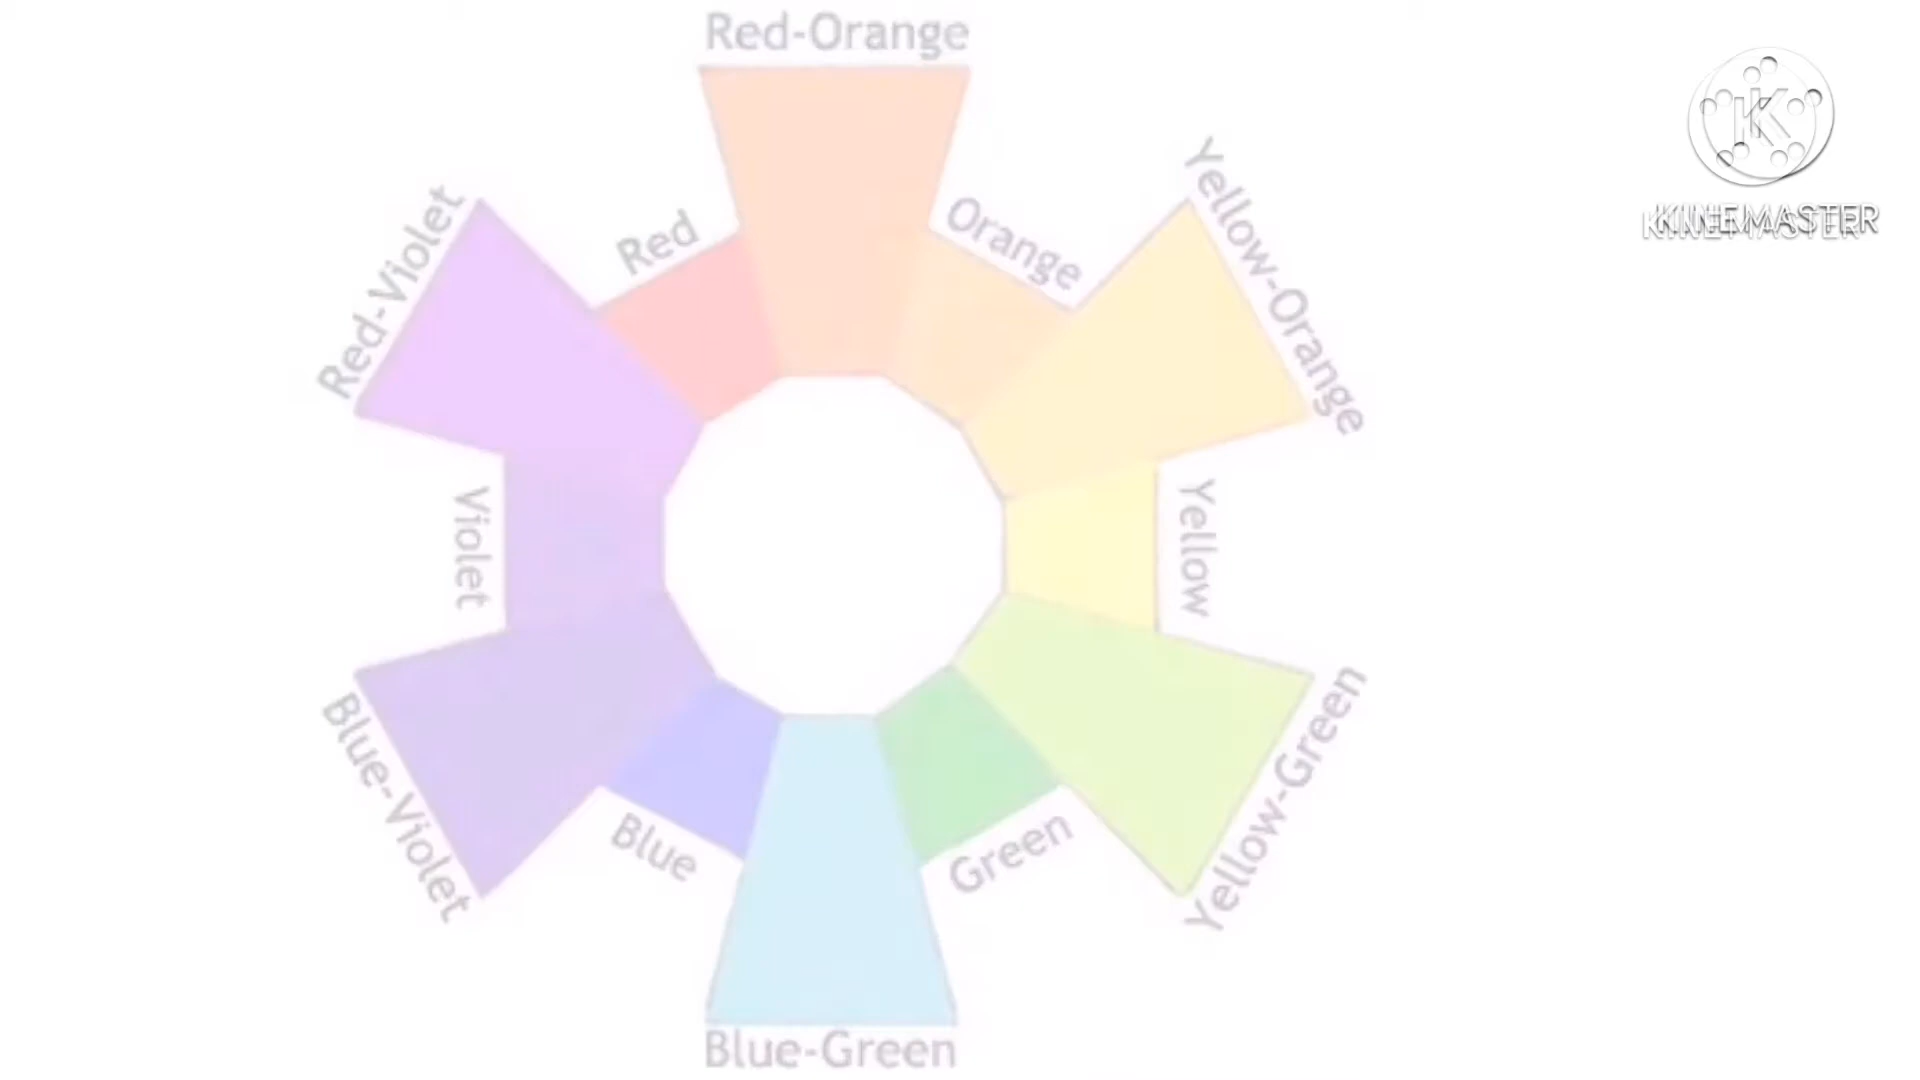 Red-Orange
Orange
Yellow-Orange
Yellow
Yellow-Green
Green
Blue-Green
Blue
Blue-Violet
Violet
Red-Violet
Red
K
KINEMASTER
KINEMASTER